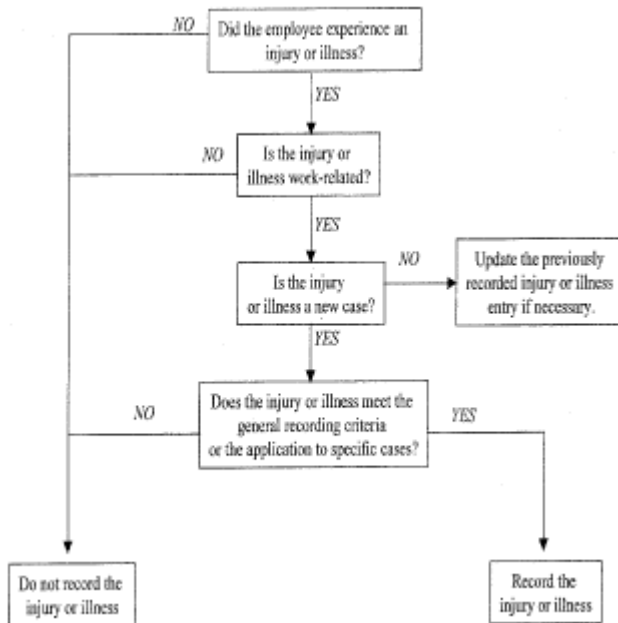 NO
Did the employee experience an
injury or illness?
YES
NO
Is the injury or
illness work-related?
YES
Is the injury
or illness a new case?
NO
Update the previously
recorded injury or illness
entry if necessary.
YES
NO
Does the injury or illness meet the
general recording criteria
or the application to specific cases?
YES
Do not record the
injury or illness
Record the
injury or illness